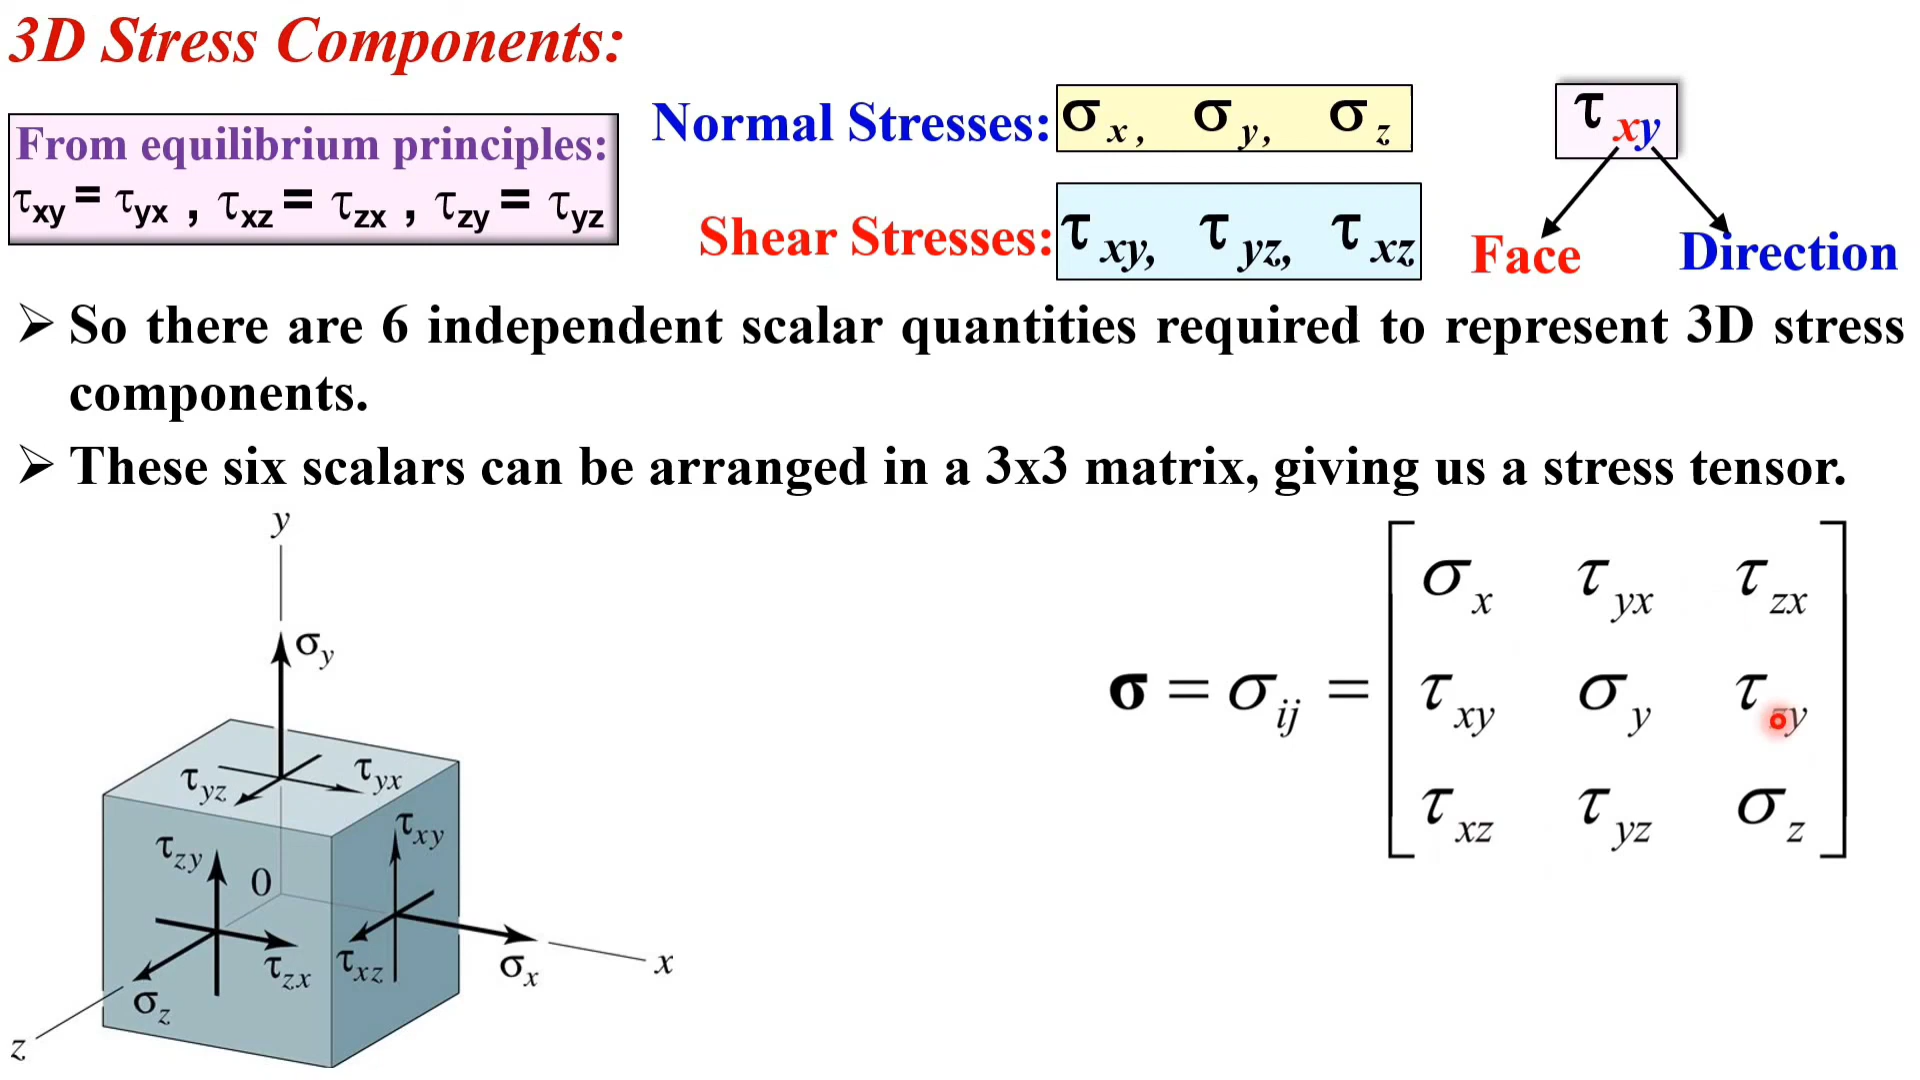 3D Stress Components:
From equilibrium principles:
τxy = τyx , τxz = τzx , τzy = τyz
Normal Stresses: σx, σy, σz
Shear Stresses: τxy, τyz, τxz
τxy
Face Direction
➢ So there are 6 independent scalar quantities required to represent 3D stress
components.
➢ These six scalars can be arranged in a 3x3 matrix, giving us a stress tensor.
y
σy
τyz τyx
τxy
τzy
0
τzx τxz
σx
x
σz
z
σ = σij =
σx τyx τzx
τxy σy τzy
τxz τyz σz